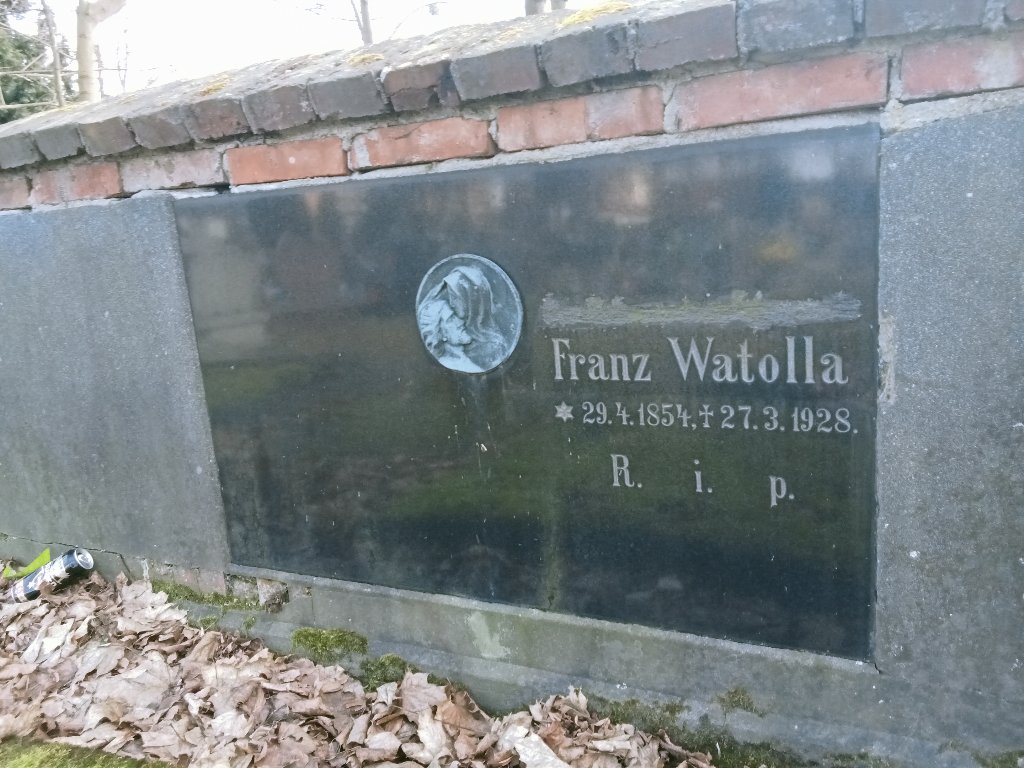 Franz Watolla
* 29.4.1854, † 27.3.1928.
R. i. p.